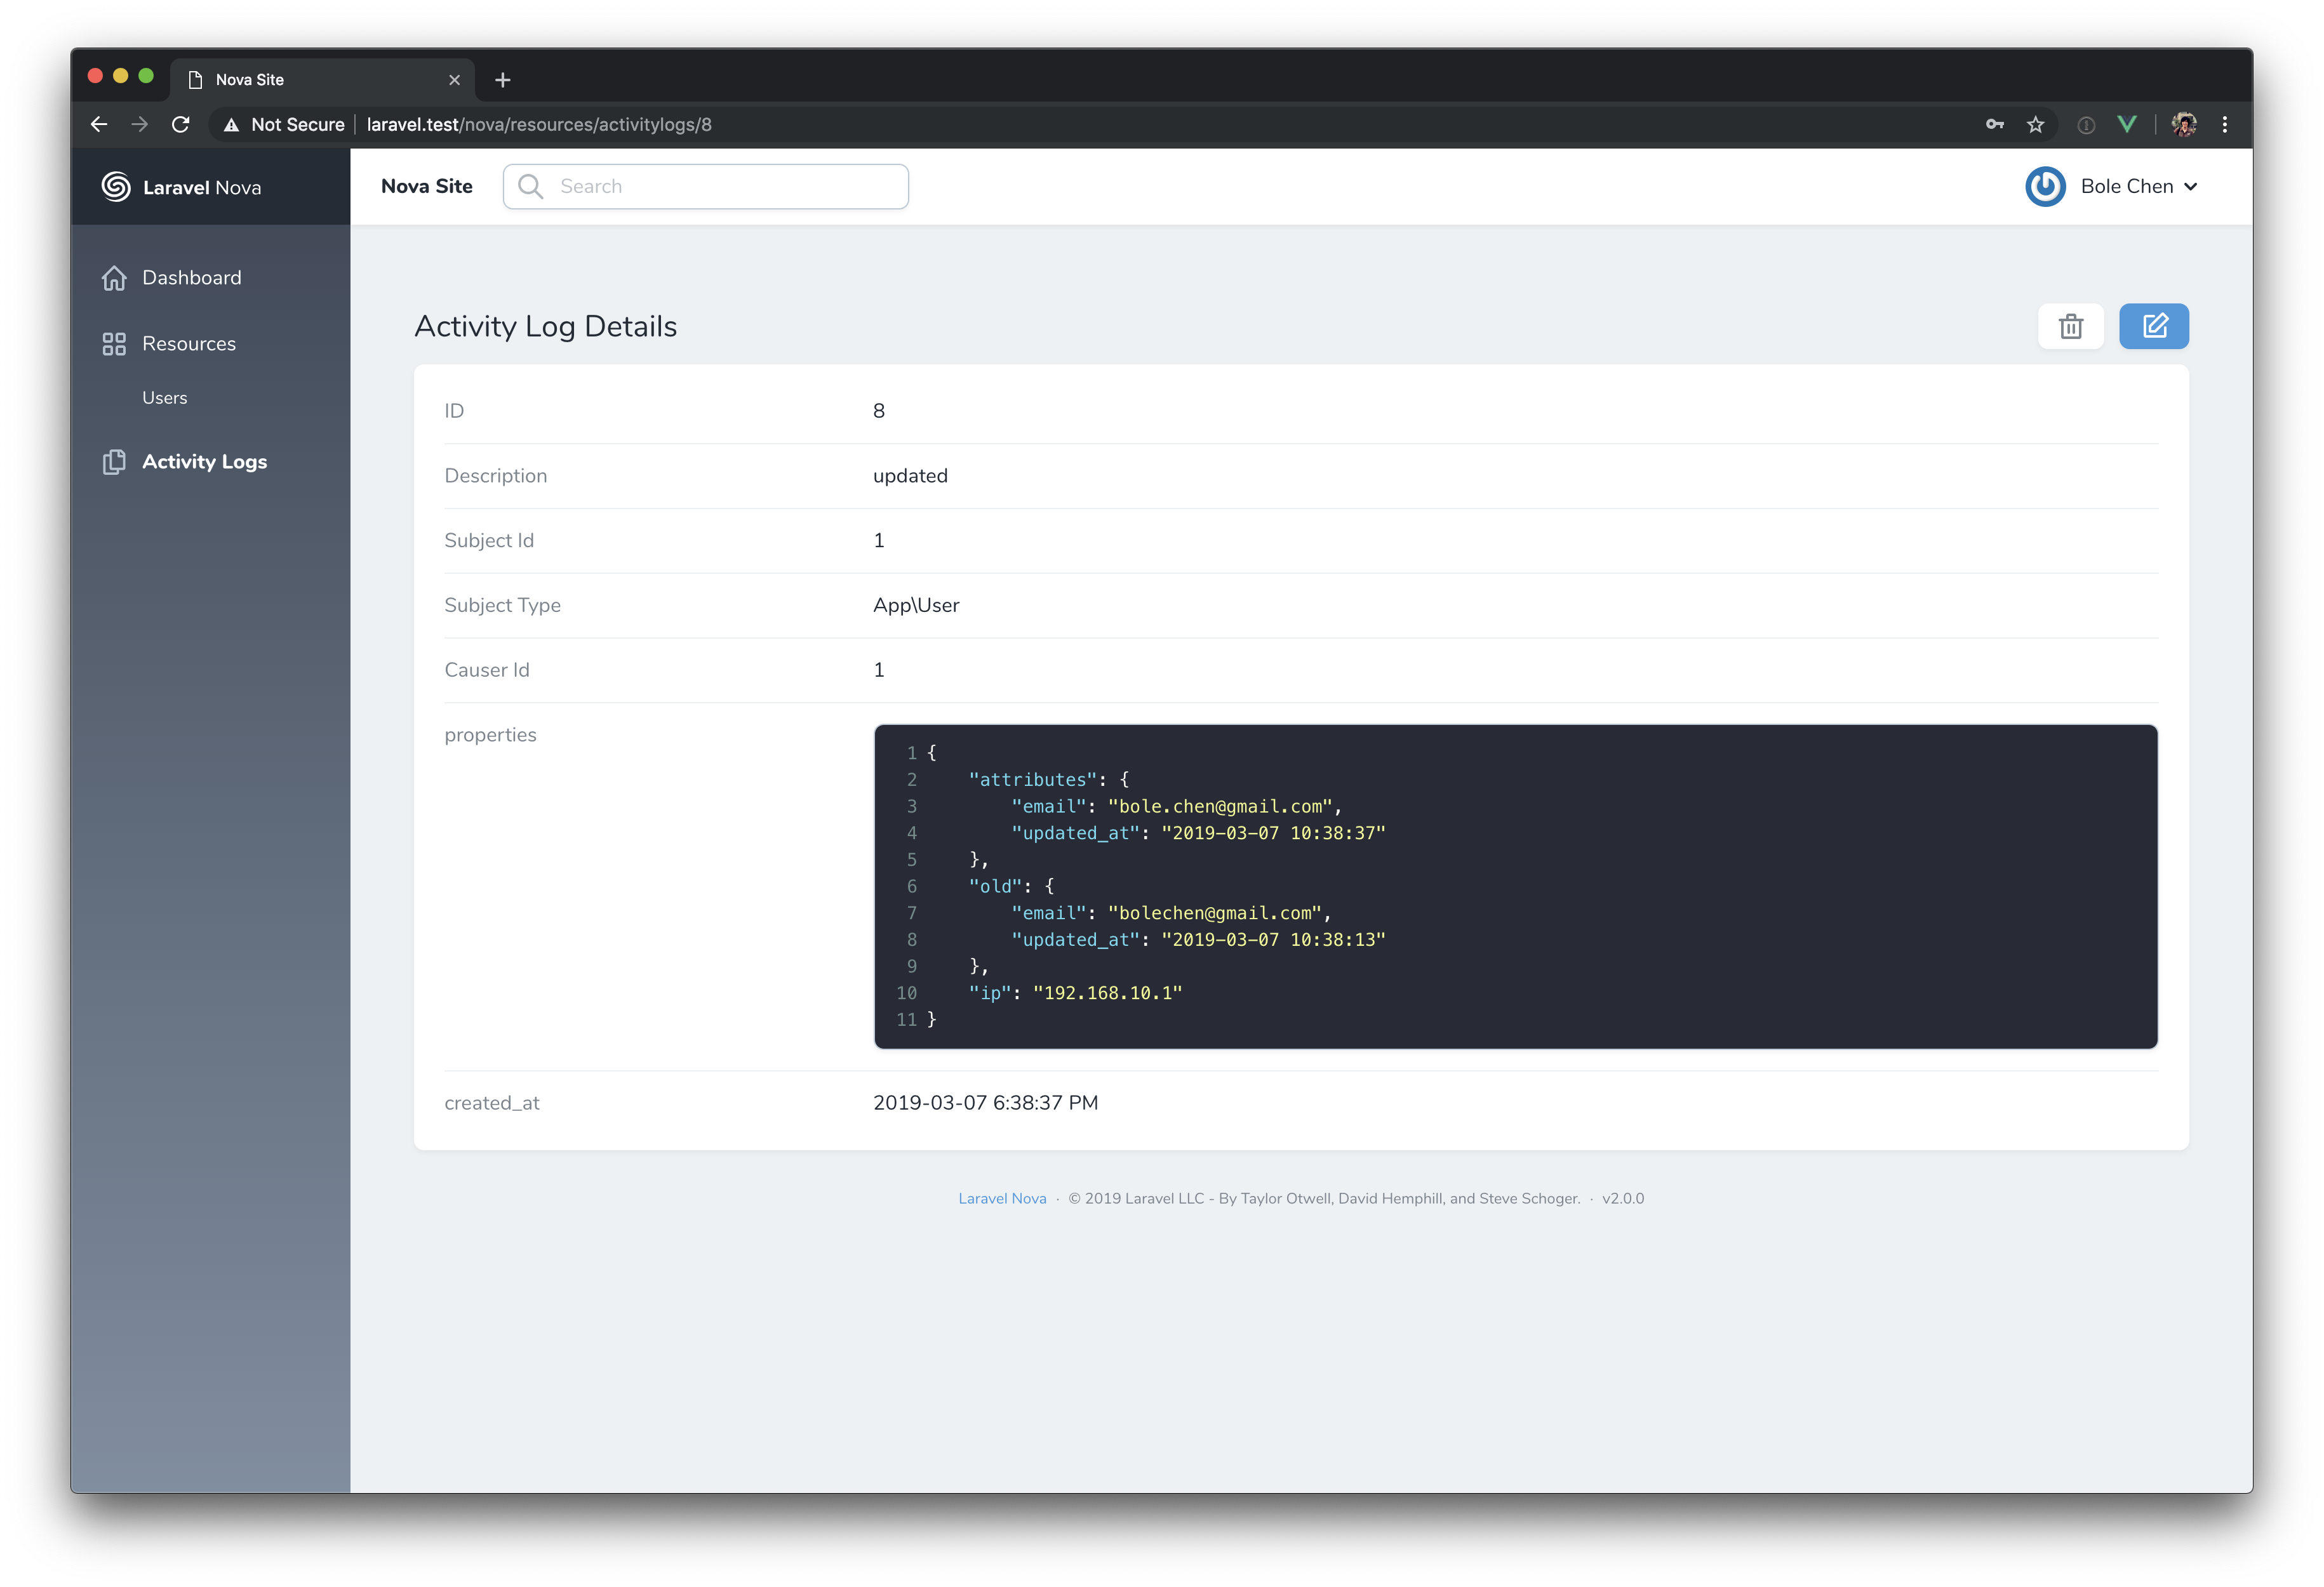 Nova Site
Not Secure laravel.test/nova/resources/activitylogs/8
Laravel Nova
Nova Site
Search
Bole Chen
Dashboard
Resources
Users
Activity Logs
Activity Log Details
ID 8
Description updated
Subject Id 1
Subject Type App\User
Causer Id 1
properties
1 {
2     "attributes": {
3         "email": "bole.chen@gmail.com",
4         "updated_at": "2019-03-07 10:38:37"
5     },
6     "old": {
7         "email": "bolechen@gmail.com",
8         "updated_at": "2019-03-07 10:38:13"
9     },
10     "ip": "192.168.10.1"
11 }
created_at 2019-03-07 6:38:37 PM
Laravel Nova · © 2019 Laravel LLC - By Taylor Otwell, David Hemphill, and Steve Schoger. · v2.0.0